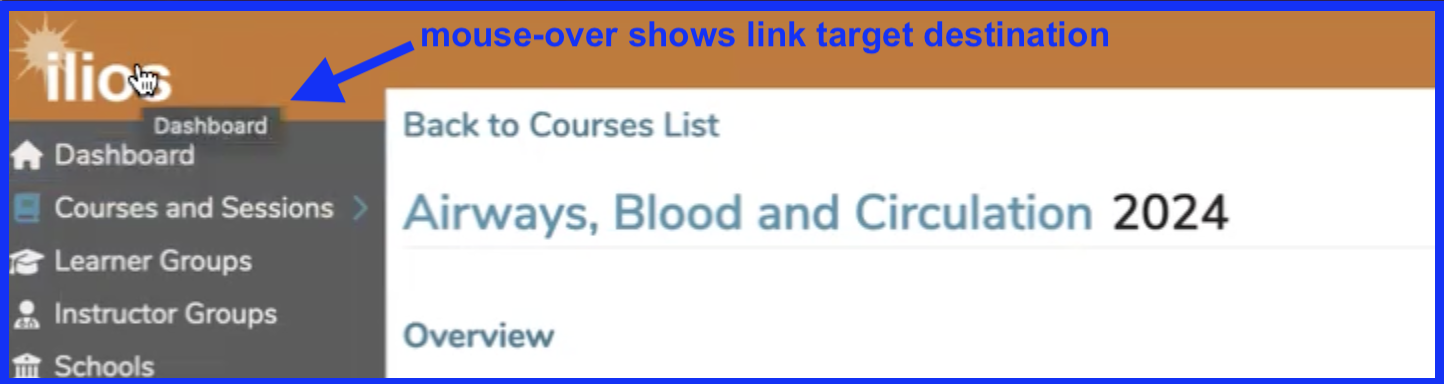 mouse-over shows link target destination
ilios
Dashboard
Dashboard
Courses and Sessions
Learner Groups
Instructor Groups
Schools
Back to Courses List
Airways, Blood and Circulation 2024
Overview